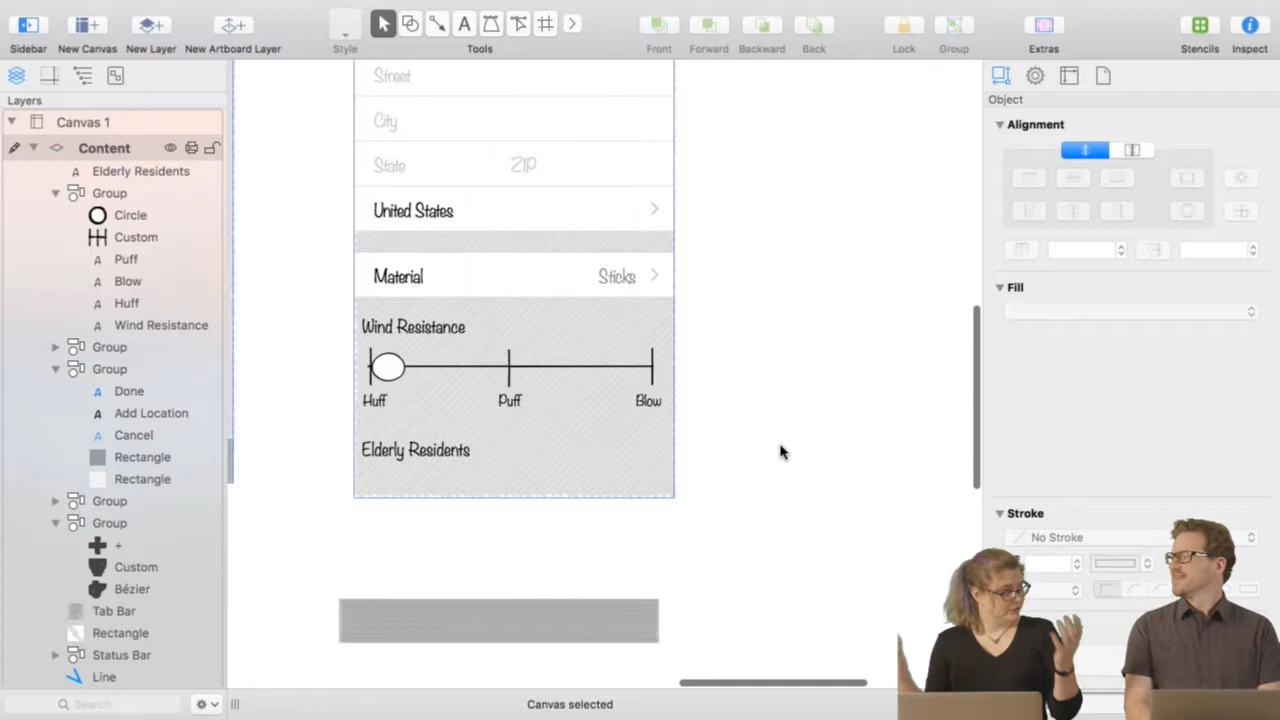 Sidebar New Canvas New Layer New Artboard Layer Style Tools Front Forward Backward Back Lock Group Extras Stencils Inspect
Layers
Canvas 1
Content
Elderly Residents
Group
Circle
Custom
Puff
Blow
Huff
Wind Resistance
Group
Group
Done
Add Location
Cancel
Rectangle
Rectangle
Group
Group
+
Custom
Bézier
Tab Bar
Rectangle
Status Bar
Line
Search
Street
City
State ZIP
United States
Material Sticks
Wind Resistance
Huff Puff Blow
Elderly Residents
Canvas selected
Object
Alignment
Fill
Stroke
No Stroke